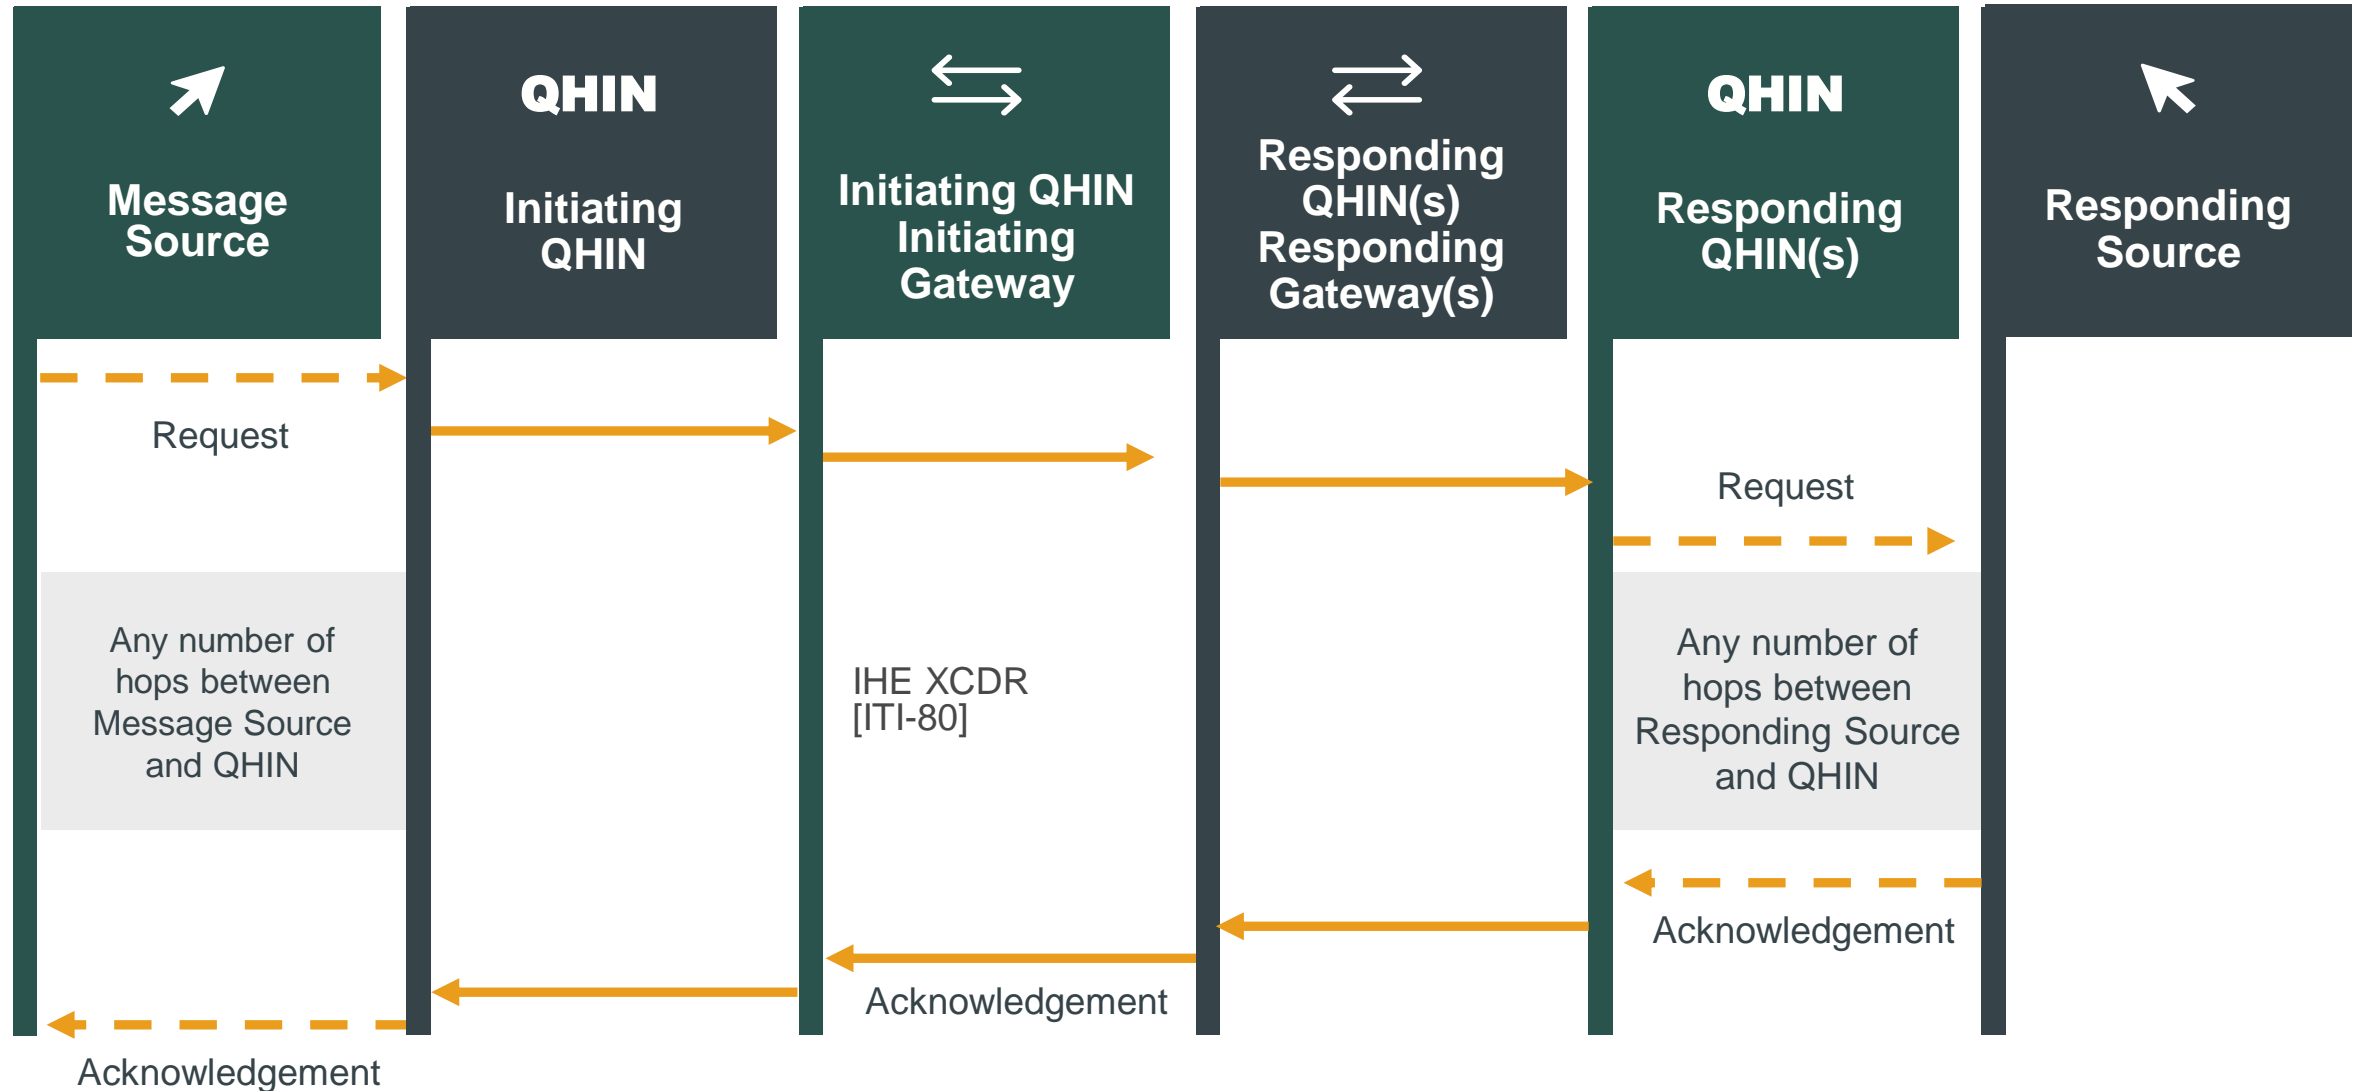 Message
Source
QHIN
Initiating
QHIN
Initiating QHIN
Initiating
Gateway
Responding
QHIN(s)
Responding
Gateway(s)
QHIN
Responding
QHIN(s)
Responding
Source
Request
Request
Any number of
hops between
Message Source
and QHIN
IHE XCDR
[ITI-80]
Any number of
hops between
Responding Source
and QHIN
Acknowledgement
Acknowledgement
Acknowledgement